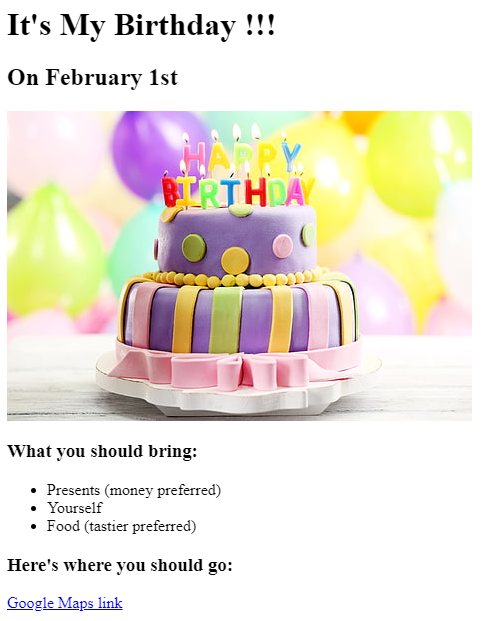 It's My Birthday !!!
On February 1st
HAPPY
BIRTHDAY
What you should bring:
Presents (money preferred)
Yourself
Food (tastier preferred)
Here's where you should go:
Google Maps link